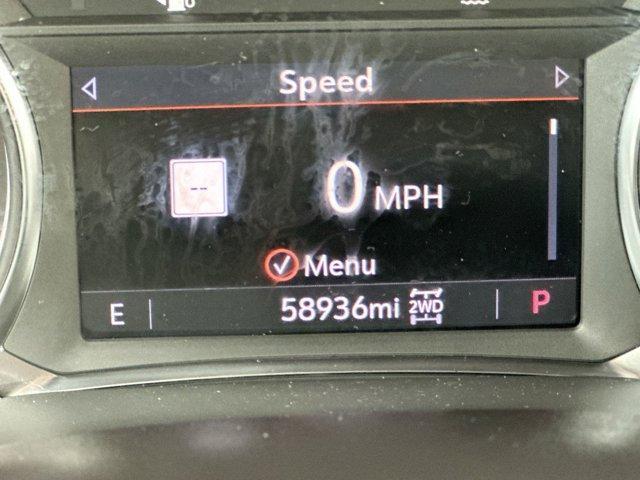 Speed
--
0 MPH
Menu
E 58936mi 2WD P